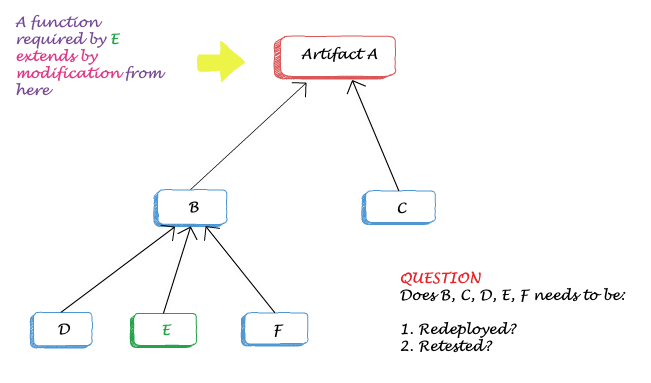 A function
required by E
extends by
modification from
here
Artifact A
B
C
D
E
F
QUESTION
Does B, C, D, E, F needs to be:
1. Redeployed?
2. Retested?